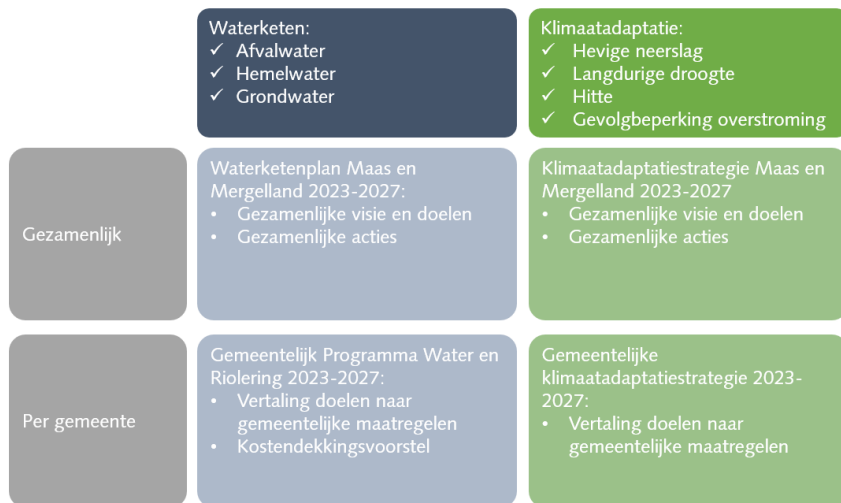 Waterketen:
✓ Afvalwater
✓ Hemelwater
✓ Grondwater
Klimaatadaptatie:
✓ Hevige neerslag
✓ Langdurige droogte
✓ Hitte
✓ Gevolgbeperking overstroming
Gezamenlijk
Waterketenplan Maas en
Mergelland 2023-2027:
• Gezamenlijke visie en doelen
• Gezamenlijke acties
Klimaatadaptatiestrategie Maas en
Mergelland 2023-2027
• Gezamenlijke visie en doelen
• Gezamenlijke acties
Per gemeente
Gemeentelijk Programma Water en
Riolering 2023-2027:
• Vertaling doelen naar
gemeentelijke maatregelen
• Kostendekkingsvoorstel
Gemeentelijke
klimaatadaptatiestrategie 2023-
2027:
• Vertaling doelen naar
gemeentelijke maatregelen